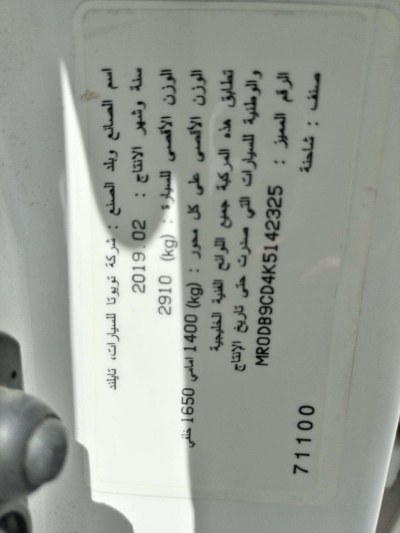 اسم الصانع وبلد الصنع : شركة تويوتا للسيارات، تايلند
سنة وشهر الانتاج : 2019 02
الوزن الأقصى للسيارة : (kg) 2910
الوزن الأقصى على كل محور : (kg) 1400 امامي 1650 خلفي
تطابق هذه المركبة جميع اللوائح الفنية الخليجية
والوطنية للسيارات التي صدرت حتى تاريخ الإنتاج
الرقم المميز : MR0DB9CD4K5142325
صنف : شاحنة
71100